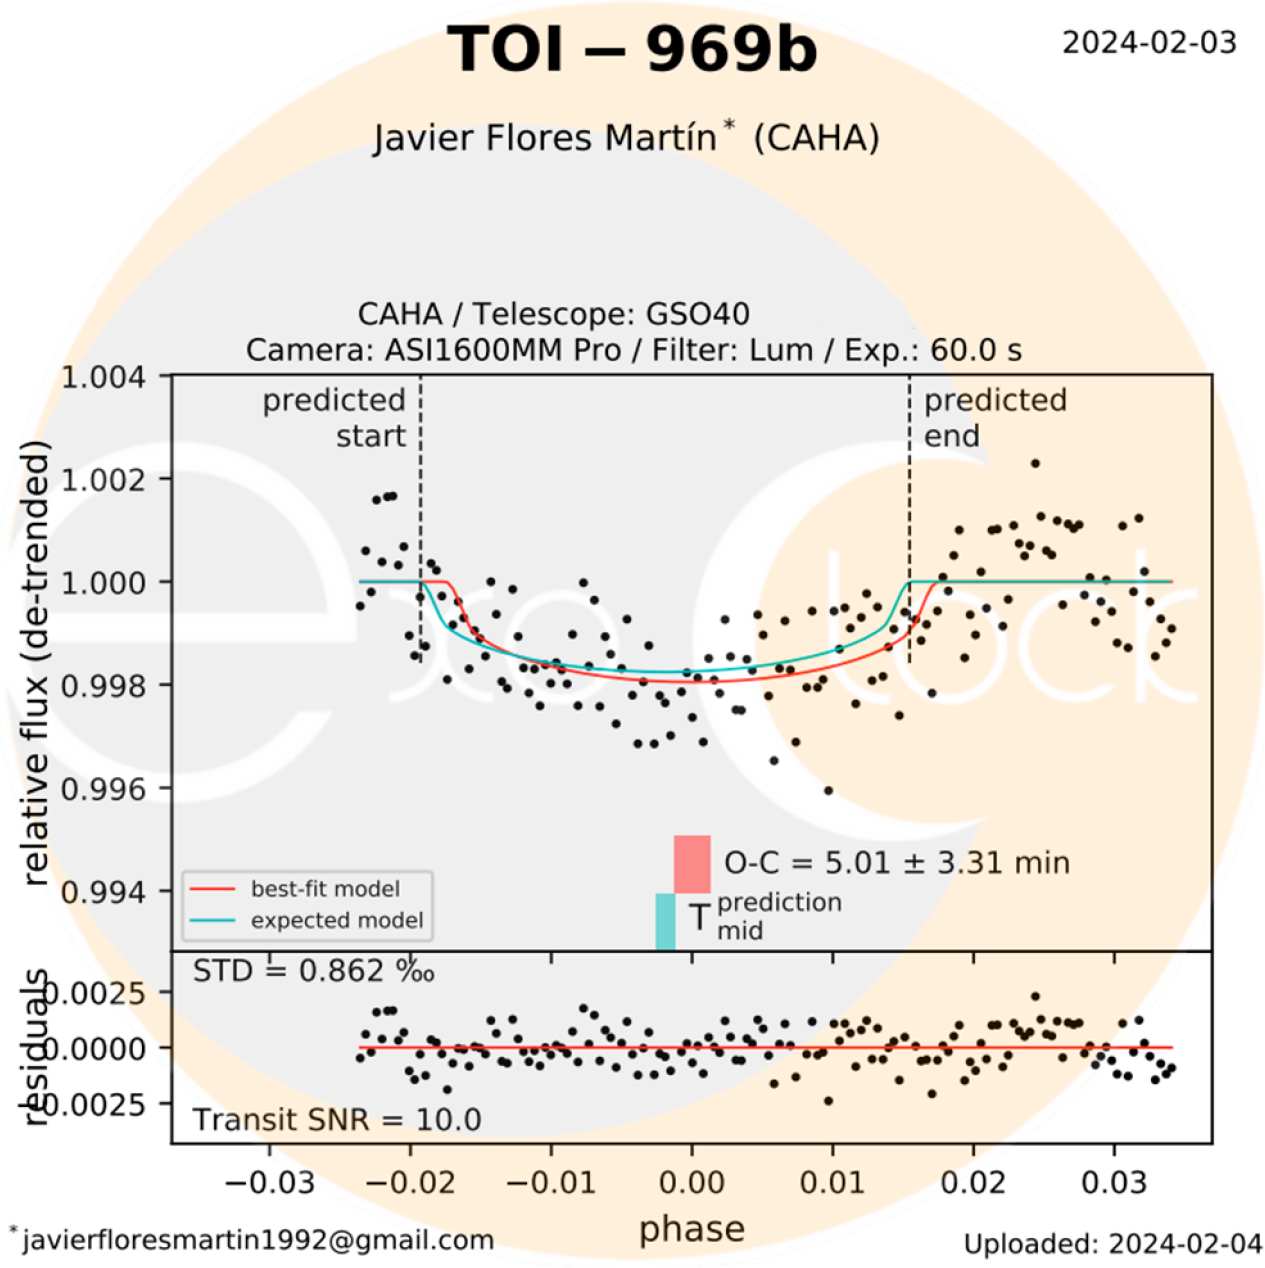 TOI – 969b
2024-02-03
Javier Flores Martín* (CAHA)
CAHA / Telescope: GSO40
Camera: ASI1600MM Pro / Filter: Lum / Exp.: 60.0 s
predicted
start
predicted
end
relative flux (de-trended)
1.004
1.002
1.000
0.998
0.996
0.994
exoclock
O-C = 5.01 ± 3.31 min
T prediction
mid
best-fit model
expected model
STD = 0.862 ‰
residuals
0.0025
0.0000
0.0025
Transit SNR = 10.0
−0.03
−0.02
−0.01
0.00
0.01
0.02
0.03
phase
*javierfloresmartin1992@gmail.com
Uploaded: 2024-02-04